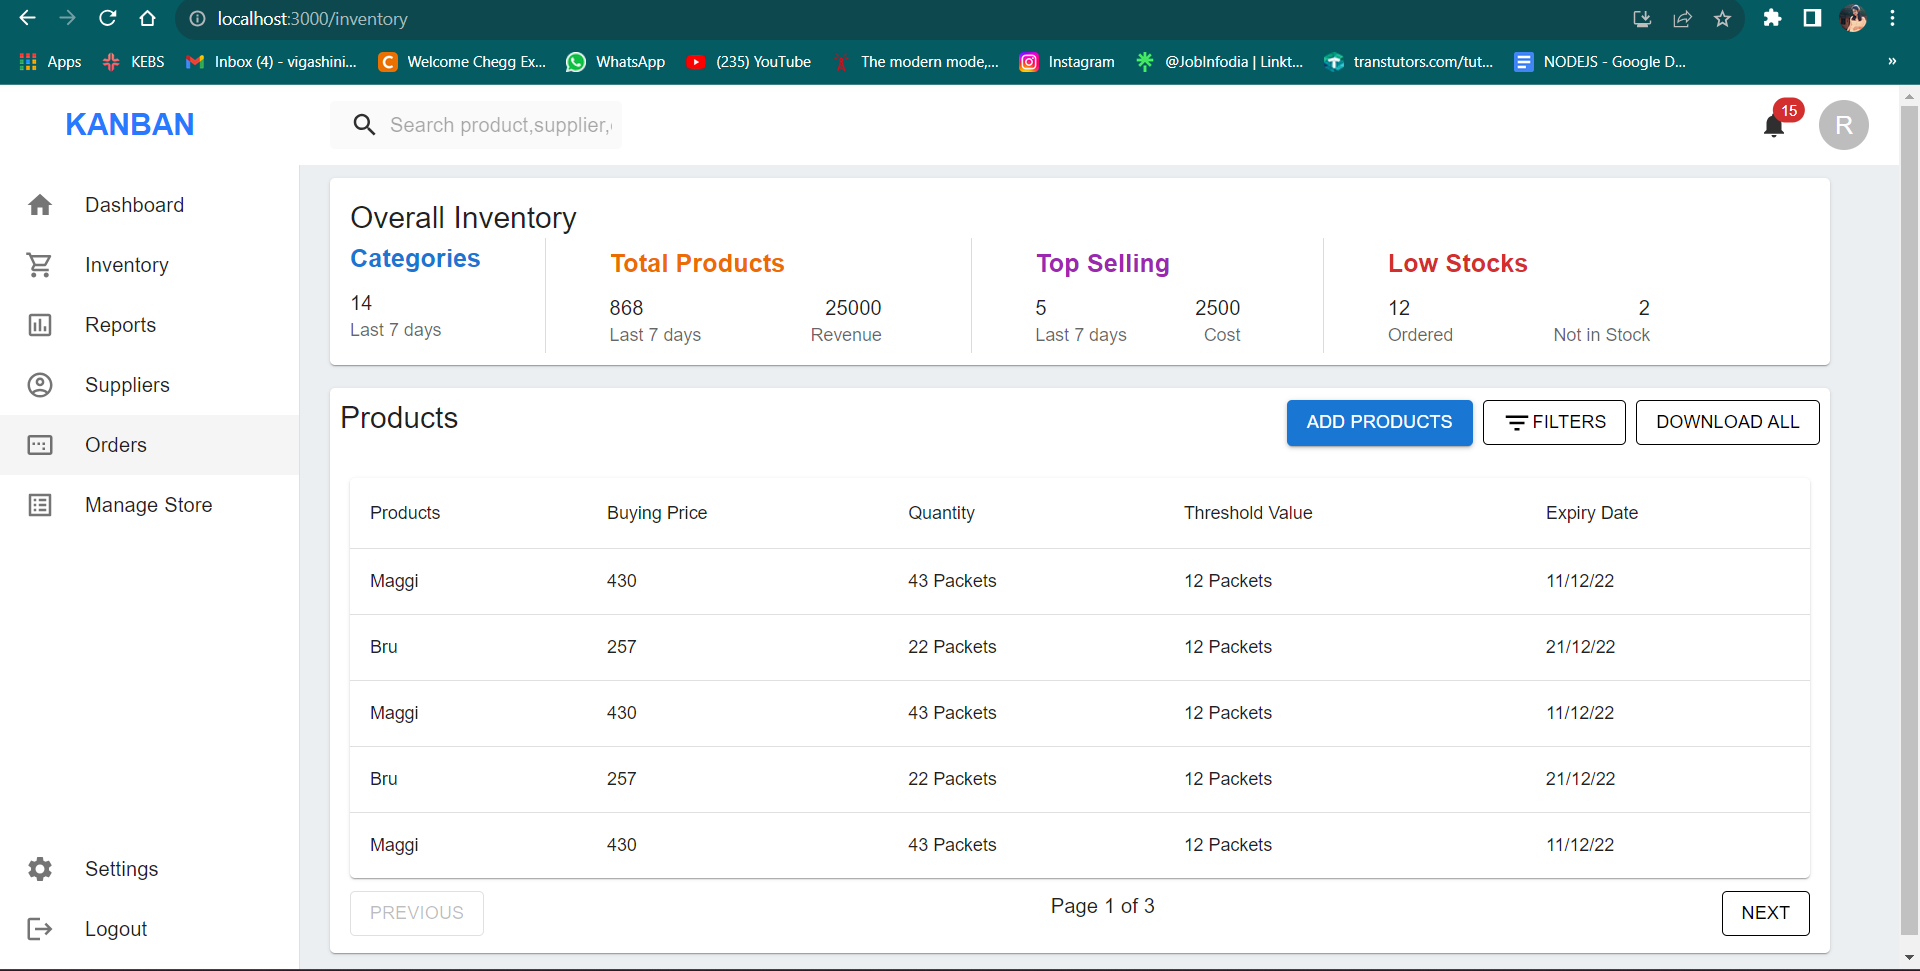 localhost:3000/inventory
Apps KEBS Inbox (4) - vigashini... Welcome Chegg Ex... WhatsApp (235) YouTube The modern mode,... Instagram @JobInfodia | Linkt... transtutors.com/tut... NODEJS - Google D... »
KANBAN
Search product,supplier,
15
R
Dashboard
Inventory
Reports
Suppliers
Orders
Manage Store
Settings
Logout
Overall Inventory
Categories
14
Last 7 days
Total Products
868 25000
Last 7 days Revenue
Top Selling
5 2500
Last 7 days Cost
Low Stocks
12 2
Ordered Not in Stock
Products
ADD PRODUCTS FILTERS DOWNLOAD ALL
Products Buying Price Quantity Threshold Value Expiry Date
Maggi 430 43 Packets 12 Packets 11/12/22
Bru 257 22 Packets 12 Packets 21/12/22
Maggi 430 43 Packets 12 Packets 11/12/22
Bru 257 22 Packets 12 Packets 21/12/22
Maggi 430 43 Packets 12 Packets 11/12/22
PREVIOUS Page 1 of 3 NEXT